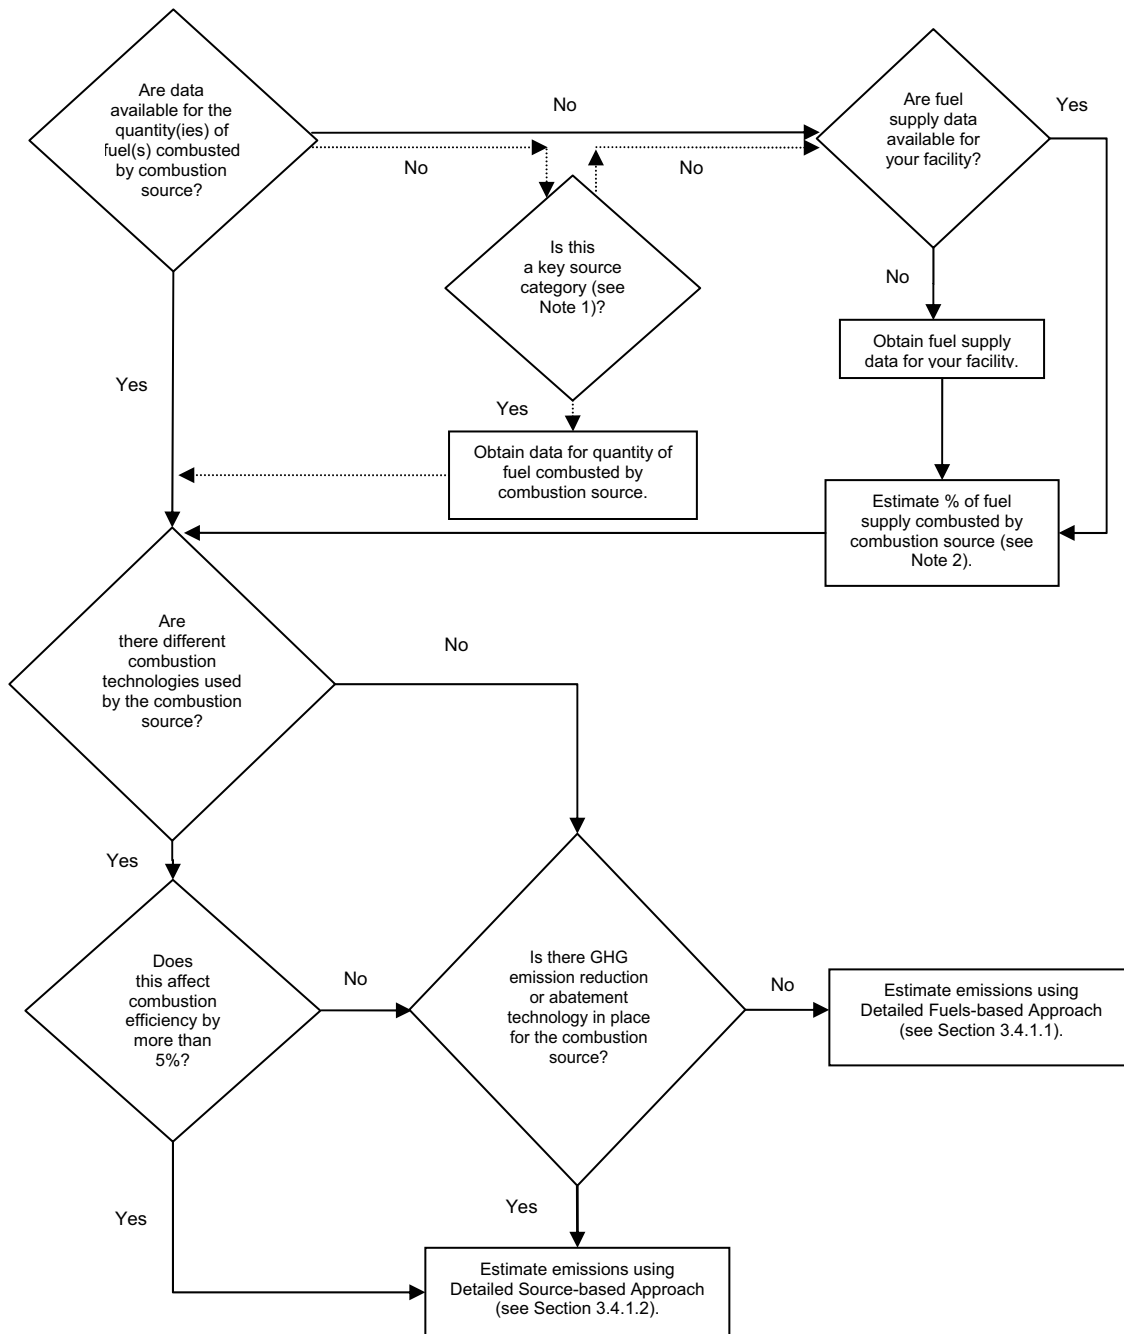 Are data
available for the
quantity(ies) of
fuel(s) combusted
by combustion
source?
No
Are fuel
supply data
available for
your facility?
Yes
No
No
Is this
a key source
category (see
Note 1)?
No
Obtain fuel supply
data for your facility.
Yes
Yes
Obtain data for quantity of
fuel combusted by
combustion source.
Estimate % of fuel
supply combusted by
combustion source (see
Note 2).
Are
there different
combustion
technologies used
by the combustion
source?
No
Yes
Does
this affect
combustion
efficiency by
more than
5%?
No
Is there GHG
emission reduction
or abatement
technology in place
for the combustion
source?
No
Estimate emissions using
Detailed Fuels-based Approach
(see Section 3.4.1.1).
Yes
Yes
Estimate emissions using
Detailed Source-based Approach
(see Section 3.4.1.2).